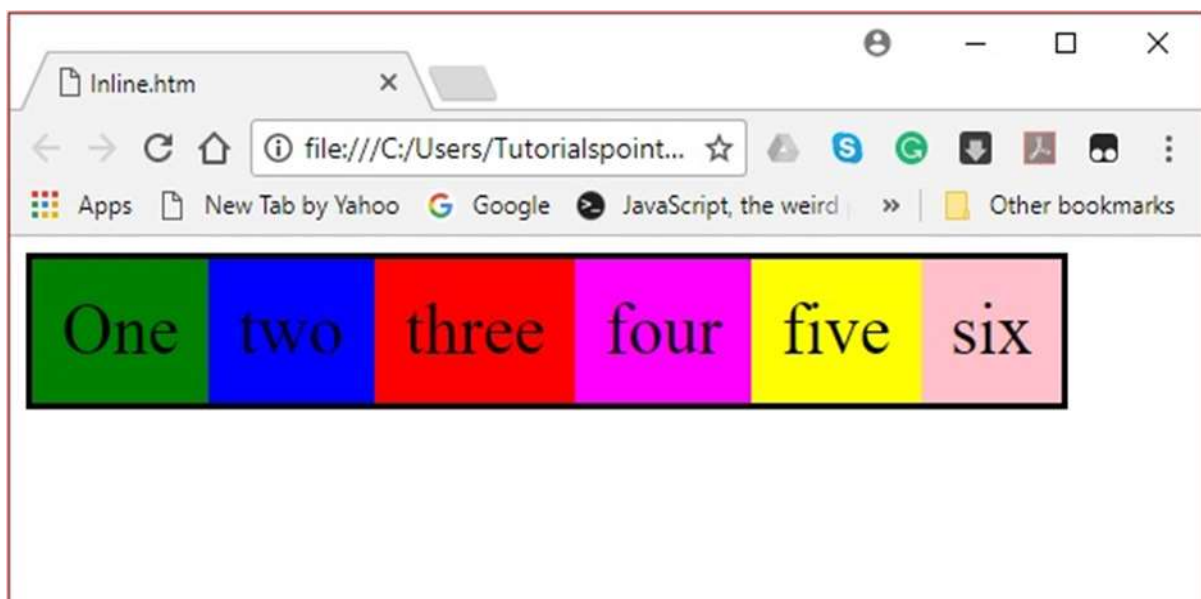 Inline.htm
file:///C:/Users/Tutorialspoint...
Apps New Tab by Yahoo Google JavaScript, the weird » Other bookmarks
One two three four five six